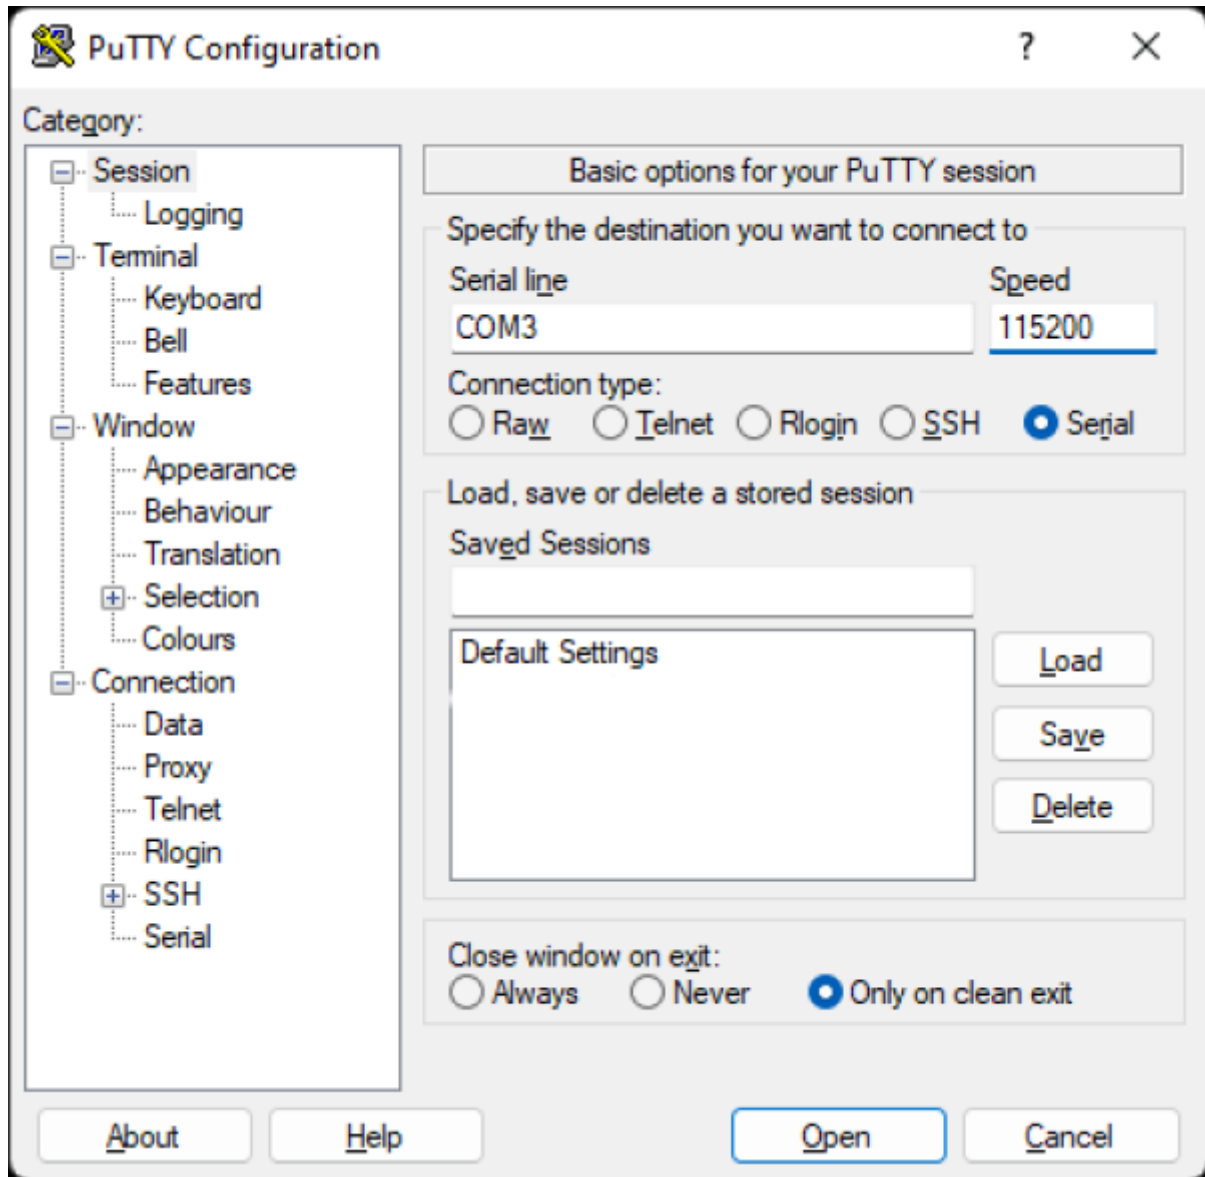 PuTTY Configuration
?
Category:
Session
Logging
Terminal
Keyboard
Bell
Features
Window
Appearance
Behaviour
Translation
Selection
Colours
Connection
Data
Proxy
Telnet
Rlogin
SSH
Serial
Basic options for your PuTTY session
Specify the destination you want to connect to
Serial line Speed
COM3 115200
Connection type:
Raw Telnet Rlogin SSH Serial
Load, save or delete a stored session
Saved Sessions
Default Settings
Load
Save
Delete
Close window on exit:
Always Never Only on clean exit
About Help Open Cancel